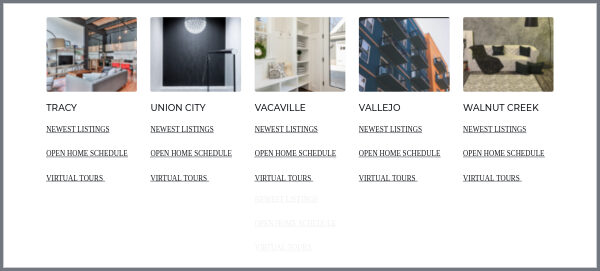 TRACY
NEWEST LISTINGS
OPEN HOME SCHEDULE
VIRTUAL TOURS
UNION CITY
NEWEST LISTINGS
OPEN HOME SCHEDULE
VIRTUAL TOURS
VACAVILLE
NEWEST LISTINGS
OPEN HOME SCHEDULE
VIRTUAL TOURS
NEWEST LISTINGS
OPEN HOME SCHEDULE
VIRTUAL TOURS
VALLEJO
NEWEST LISTINGS
OPEN HOME SCHEDULE
VIRTUAL TOURS
WALNUT CREEK
NEWEST LISTINGS
OPEN HOME SCHEDULE
VIRTUAL TOURS